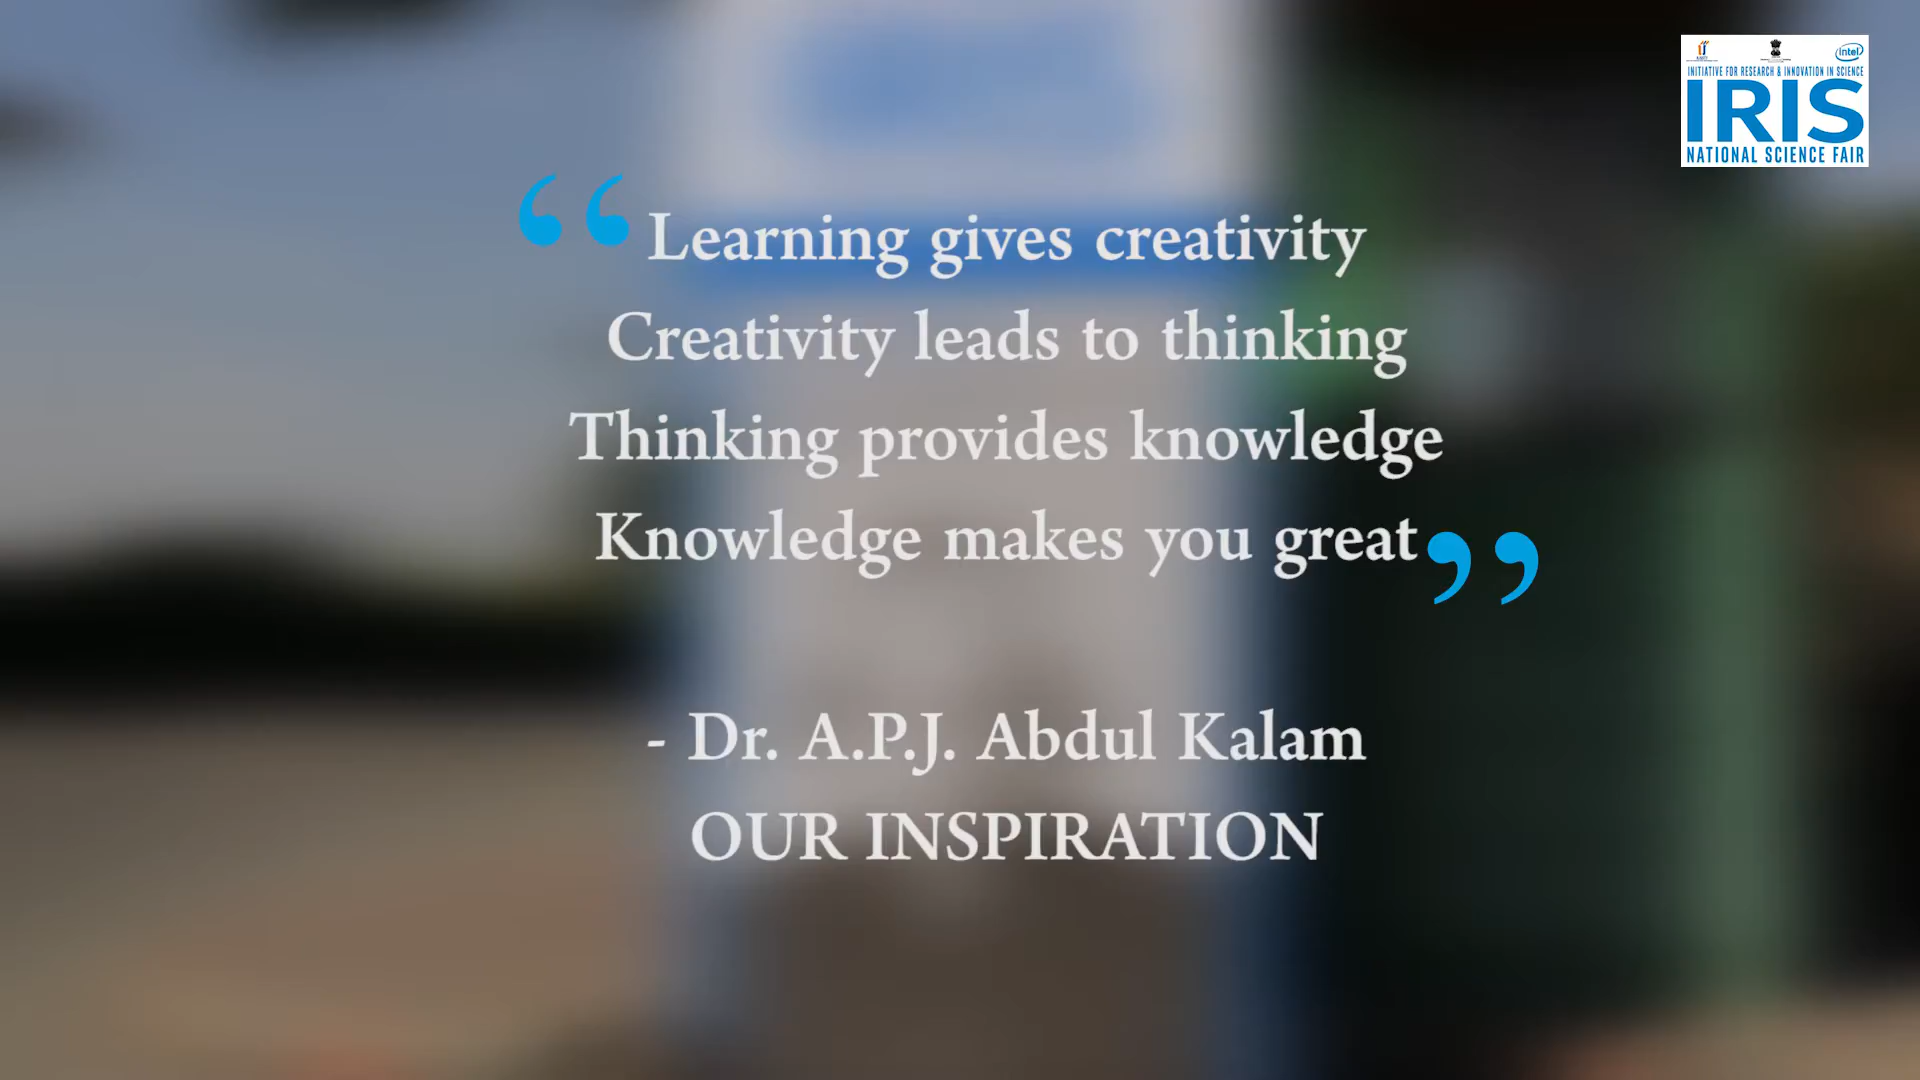 intel
INITIATIVE FOR RESEARCH & INNOVATION IN SCIENCE
IRIS
NATIONAL SCIENCE FAIR
“Learning gives creativity
Creativity leads to thinking
Thinking provides knowledge
Knowledge makes you great”
- Dr. A.P.J. Abdul Kalam
OUR INSPIRATION